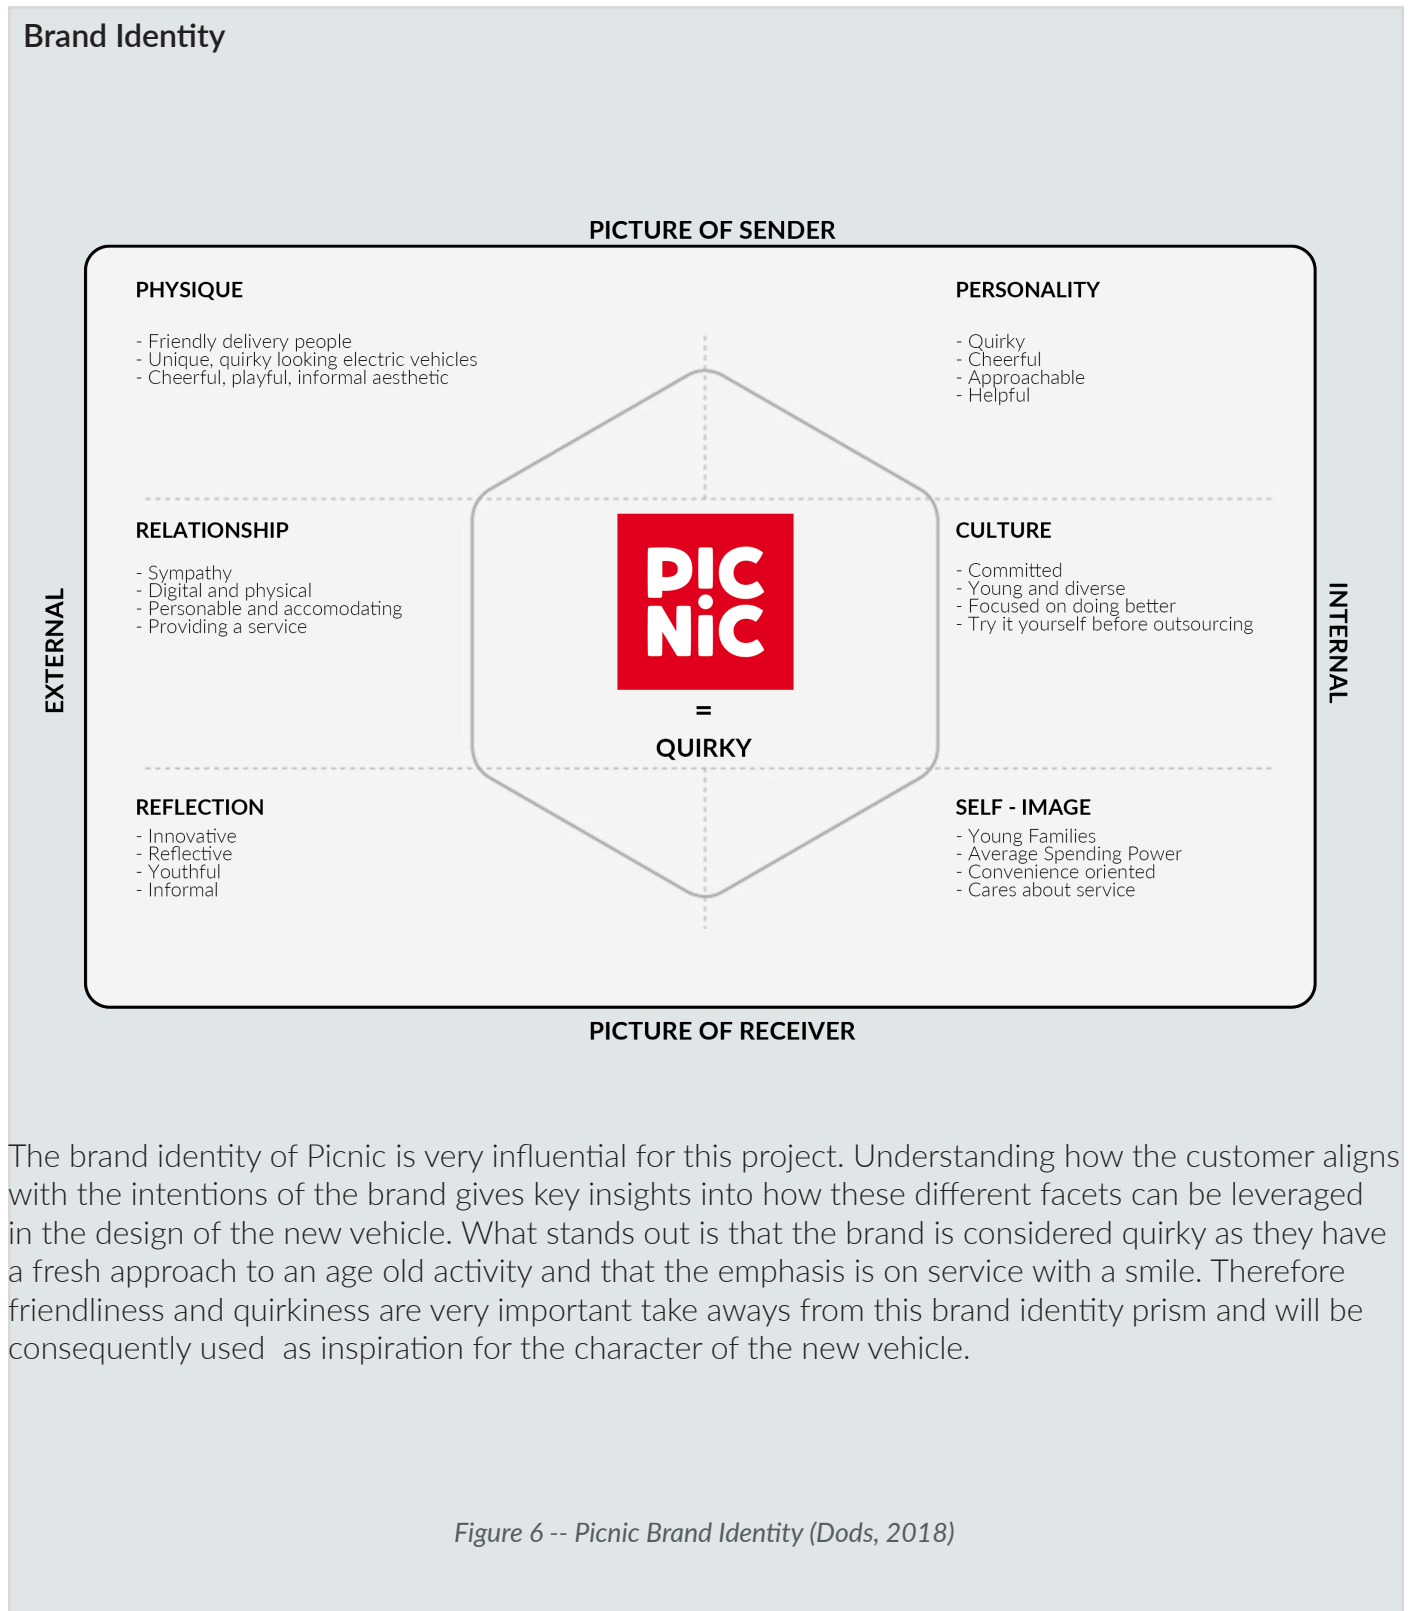 Brand Identity
PICTURE OF SENDER
PHYSIQUE
- Friendly delivery people
- Unique, quirky looking electric vehicles
- Cheerful, playful, informal aesthetic
PERSONALITY
- Quirky
- Cheerful
- Approachable
- Helpful
EXTERNAL
RELATIONSHIP
- Sympathy
- Digital and physical
- Personable and accomodating
- Providing a service
PIC
NiC
=
QUIRKY
CULTURE
- Committed
- Young and diverse
- Focused on doing better
- Try it yourself before outsourcing
INTERNAL
REFLECTION
- Innovative
- Reflective
- Youthful
- Informal
SELF - IMAGE
- Young Families
- Average Spending Power
- Convenience oriented
- Cares about service
PICTURE OF RECEIVER
The brand identity of Picnic is very influential for this project. Understanding how the customer aligns
with the intentions of the brand gives key insights into how these different facets can be leveraged
in the design of the new vehicle. What stands out is that the brand is considered quirky as they have
a fresh approach to an age old activity and that the emphasis is on service with a smile. Therefore
friendliness and quirkiness are very important take aways from this brand identity prism and will be
consequently used  as inspiration for the character of the new vehicle.
Figure 6 -- Picnic Brand Identity (Dods, 2018)